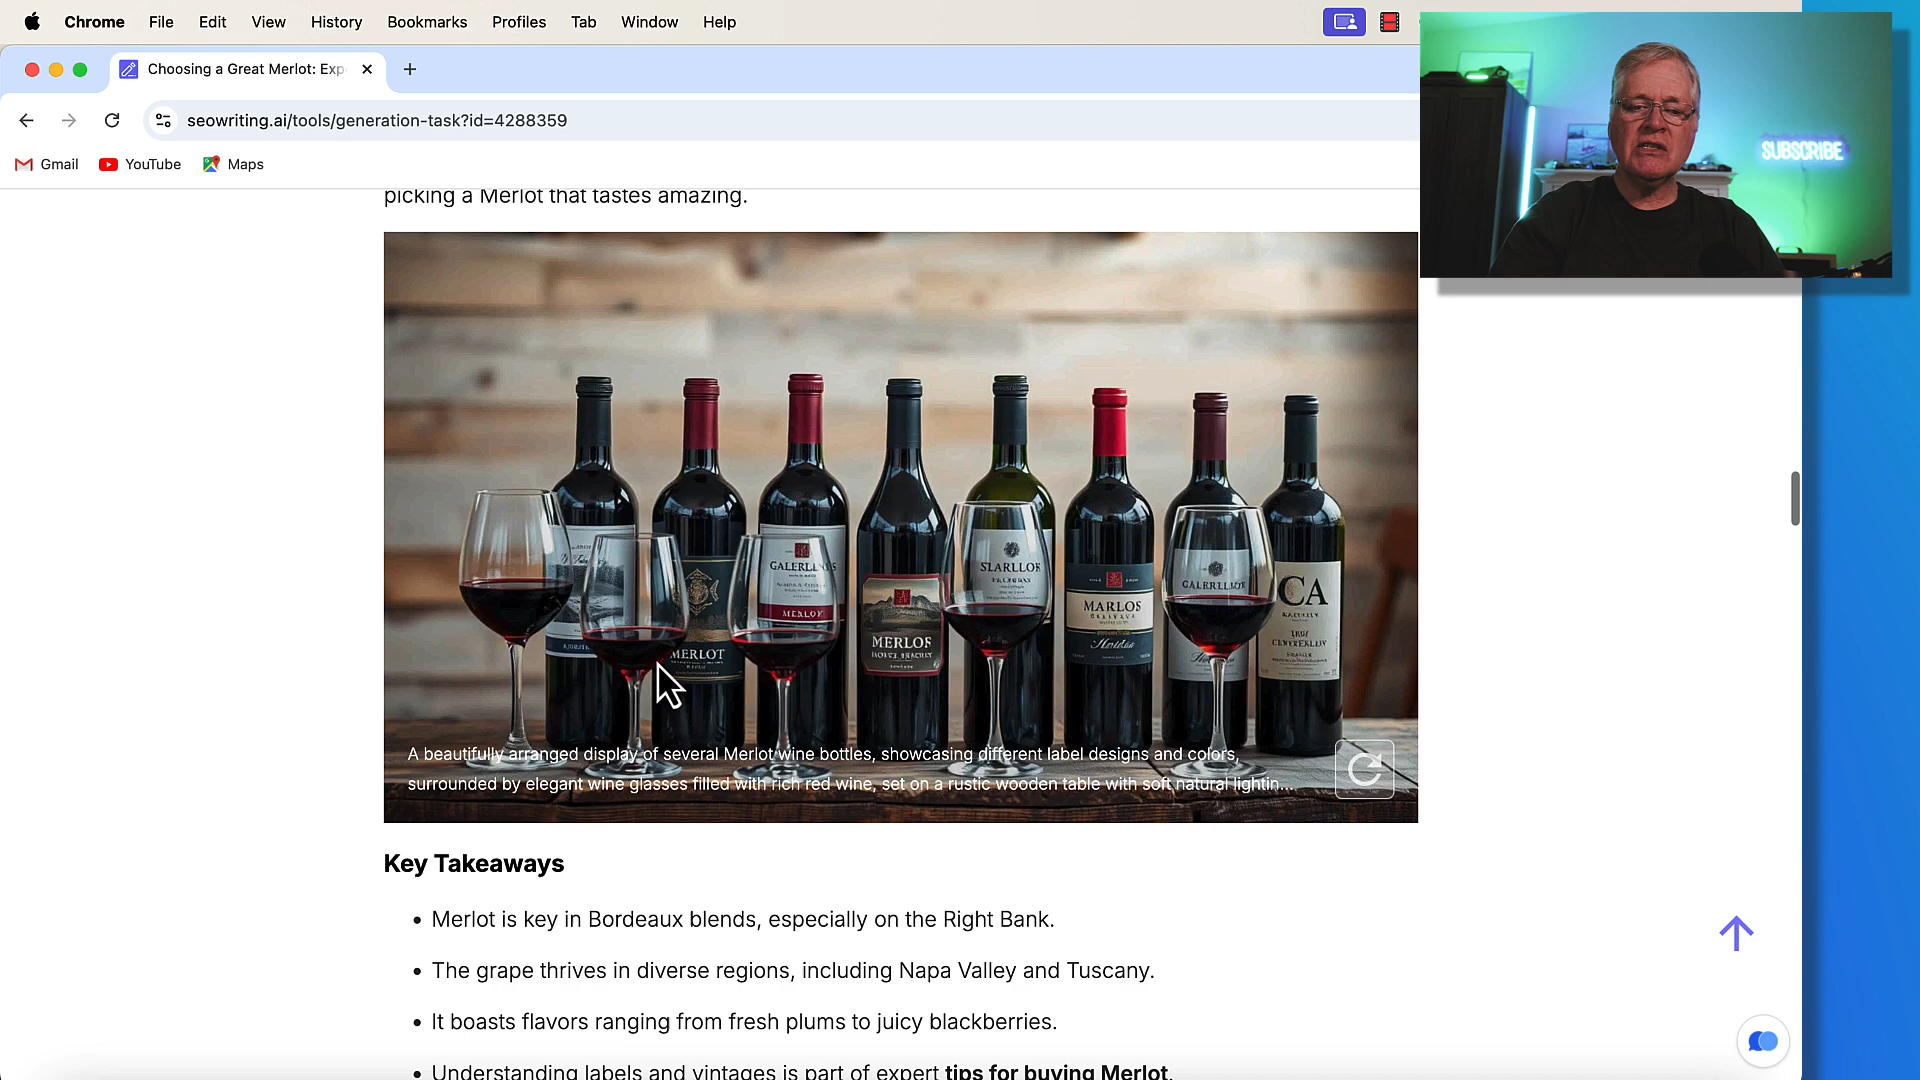 Chrome File Edit View History Bookmarks Profiles Tab Window Help
Choosing a Great Merlot: Exp
seowriting.ai/tools/generation-task?id=4288359
Gmail YouTube Maps
SUBSCRIBE
picking a Merlot that tastes amazing.
MERLOT
MERLOT
SLARLLOR
MARLOS
CA
A beautifully arranged display of several Merlot wine bottles, showcasing different label designs and colors,
surrounded by elegant wine glasses filled with rich red wine, set on a rustic wooden table with soft natural lightin...
Key Takeaways
• Merlot is key in Bordeaux blends, especially on the Right Bank.
• The grape thrives in diverse regions, including Napa Valley and Tuscany.
• It boasts flavors ranging from fresh plums to juicy blackberries.
• Understanding labels and vintages is part of expert tips for buying Merlot.